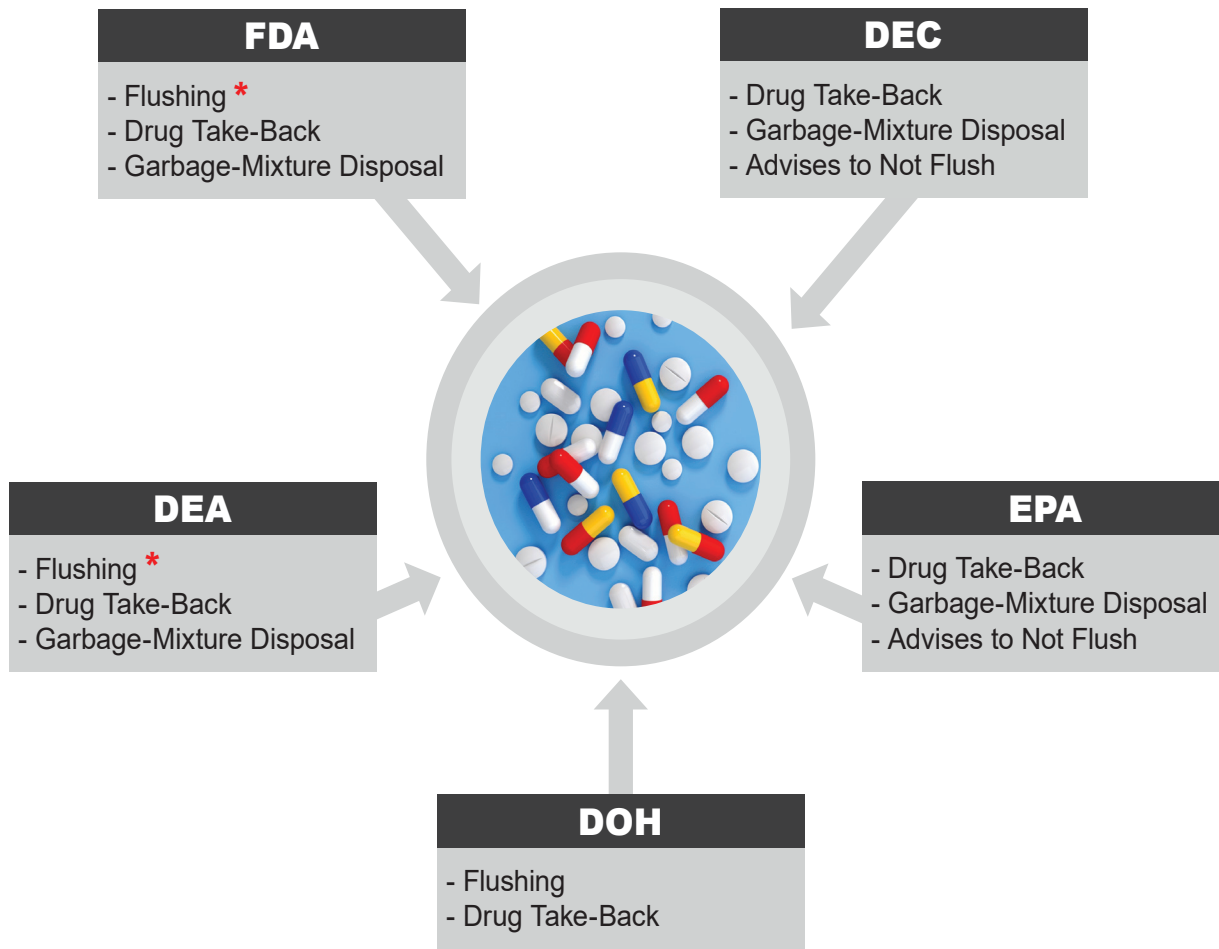 FDA
- Flushing *
- Drug Take-Back
- Garbage-Mixture Disposal
DEC
- Drug Take-Back
- Garbage-Mixture Disposal
- Advises to Not Flush
DEA
- Flushing *
- Drug Take-Back
- Garbage-Mixture Disposal
EPA
- Drug Take-Back
- Garbage-Mixture Disposal
- Advises to Not Flush
DOH
- Flushing
- Drug Take-Back